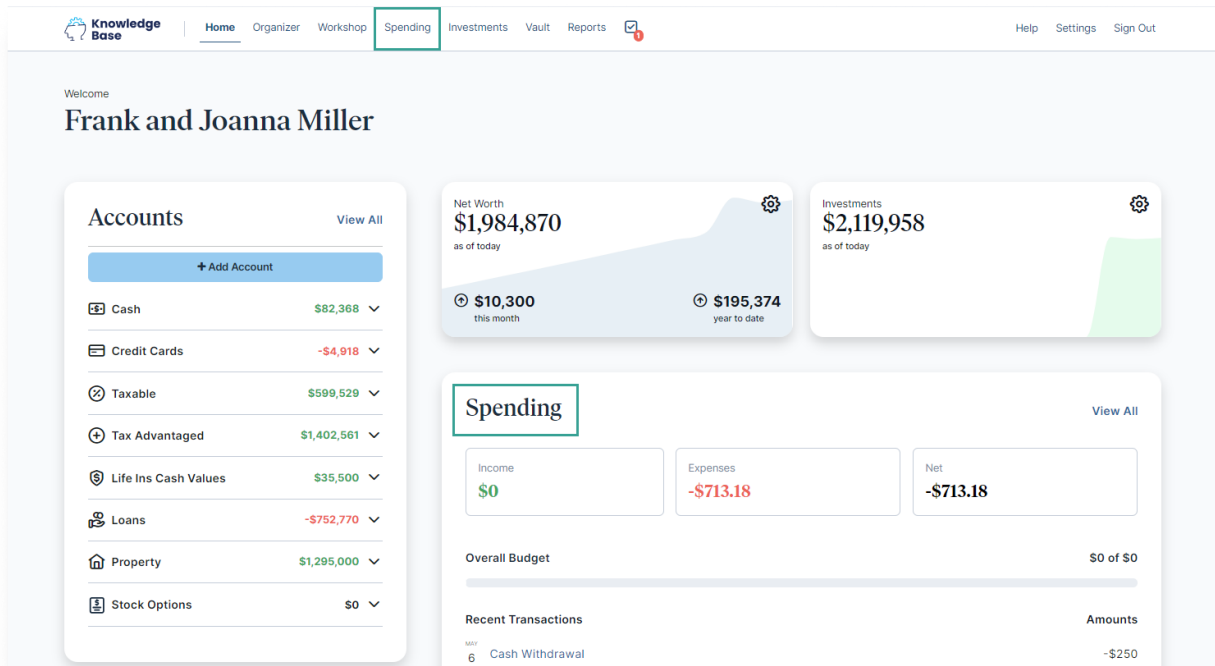 Knowledge
Base
Home Organizer Workshop Spending Investments Vault Reports 1 Help Settings Sign Out
Welcome
Frank and Joanna Miller
Accounts View All
+ Add Account
Cash $82,368
Credit Cards -$4,918
Taxable $599,529
Tax Advantaged $1,402,561
Life Ins Cash Values $35,500
Loans -$752,770
Property $1,295,000
Stock Options $0
Net Worth
$1,984,870
as of today
$10,300 $195,374
this month year to date
Investments
$2,119,958
as of today
Spending View All
Income Expenses Net
$0 -$713.18 -$713.18
Overall Budget $0 of $0
Recent Transactions Amounts
MAY
6 Cash Withdrawal -$250